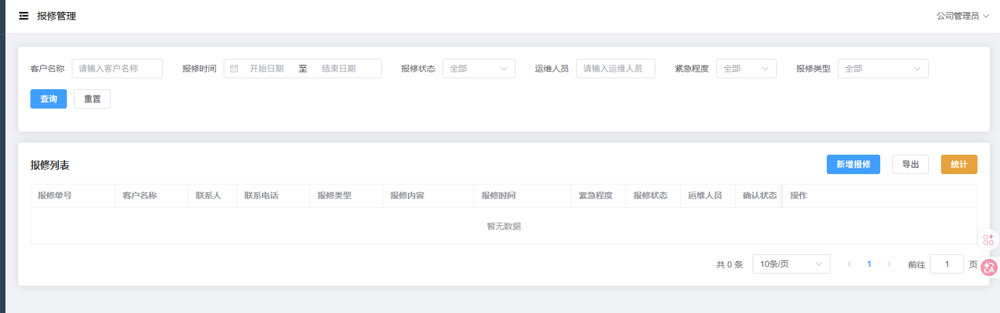 报修管理
公司管理员
客户名称 请输入客户名称 报修时间 开始日期 至 结束日期 报修状态 全部 运维人员 请输入运维人员 紧急程度 全部 报修类型 全部
查询 重置
报修列表 新增报修 导出 统计
报修单号 客户名称 联系人 联系电话 报修类型 报修内容 报修时间 紧急程度 报修状态 运维人员 确认状态 操作
暂无数据
共 0 条 10条/页 1 前往 1 页